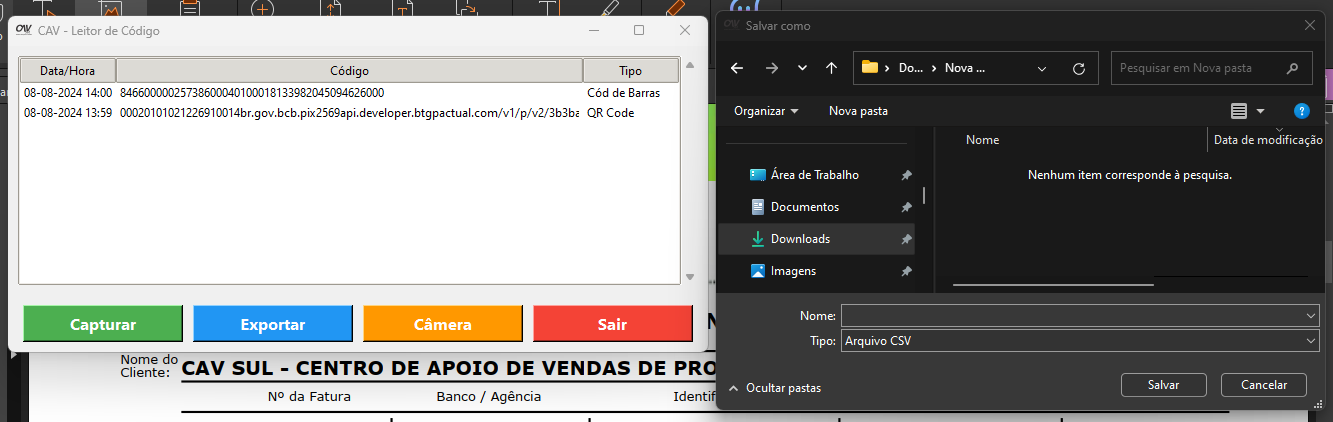 CAV - Leitor de Código
Data/Hora Código Tipo
08-08-2024 14:00 846600000025738600040100018133982045094626000 Cód de Barras
08-08-2024 13:59 00020101021226910014br.gov.bcb.pix2569api.developer.btgpactual.com/v1/p/v2/3b3ba QR Code
Capturar Exportar Câmera Sair
Nome do
Cliente:
CAV SUL - CENTRO DE APOIO DE VENDAS DE PRO
Nº da Fatura Banco / Agência Identif
Salvar como
Do... Nova ...
Pesquisar em Nova pasta
Organizar Nova pasta
Nome Data de modificação
Nenhum item corresponde à pesquisa.
Área de Trabalho
Documentos
Downloads
Imagens
Nome:
Tipo: Arquivo CSV
Ocultar pastas Salvar Cancelar